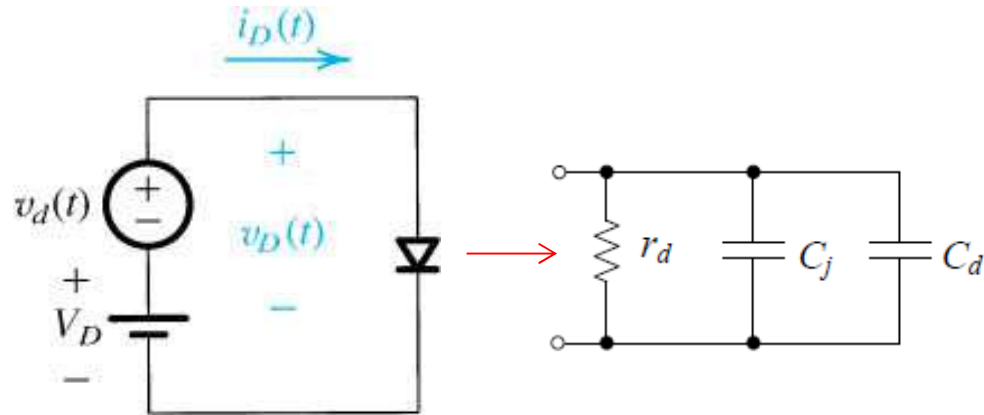 i_D(t)
+
+
−
v_d(t)
v_D(t)
+
V_D
−
−
r_d
C_j
C_d